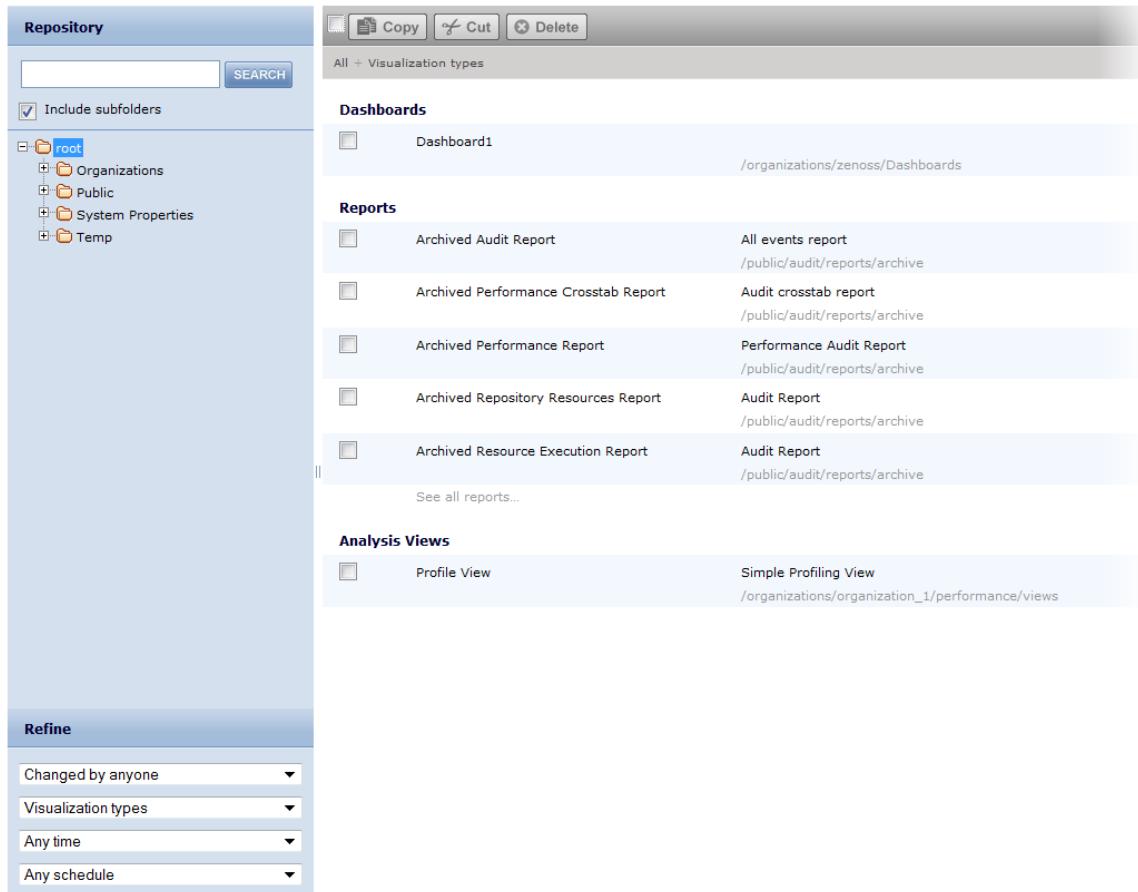 Repository
SEARCH
Include subfolders
root
Organizations
Public
System Properties
Temp
Refine
Changed by anyone
Visualization types
Any time
Any schedule
Copy Cut Delete
All + Visualization types
Dashboards
Dashboard1
/organizations/zenoss/Dashboards
Reports
Archived Audit Report All events report
/public/audit/reports/archive
Archived Performance Crosstab Report Audit crosstab report
/public/audit/reports/archive
Archived Performance Report Performance Audit Report
/public/audit/reports/archive
Archived Repository Resources Report Audit Report
/public/audit/reports/archive
Archived Resource Execution Report Audit Report
/public/audit/reports/archive
See all reports...
Analysis Views
Profile View Simple Profiling View
/organizations/organization_1/performance/views